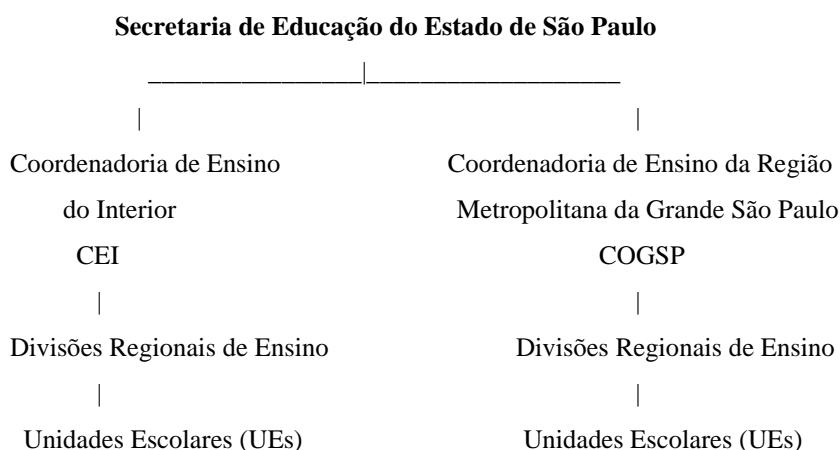 Secretaria de Educação do Estado de São Paulo
Coordenadoria de Ensino
do Interior
CEI
Divisões Regionais de Ensino
Unidades Escolares (UEs)
Coordenadoria de Ensino da Região
Metropolitana da Grande São Paulo
COGSP
Divisões Regionais de Ensino
Unidades Escolares (UEs)